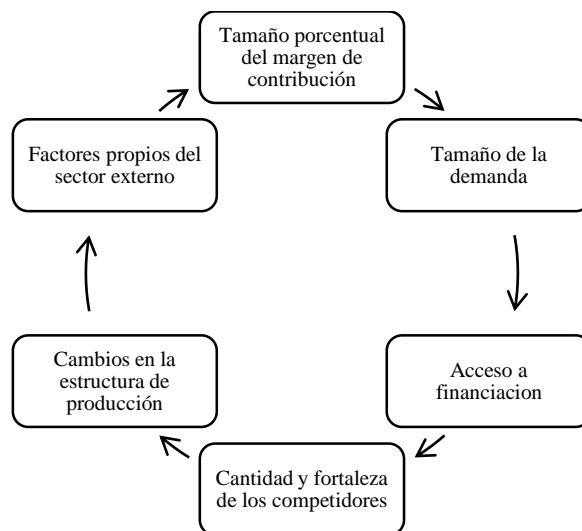 Tamaño porcentual
del margen de
contribución
Tamaño de la
demanda
Acceso a
financiacion
Cantidad y fortaleza
de los competidores
Cambios en la
estructura de
producción
Factores propios del
sector externo